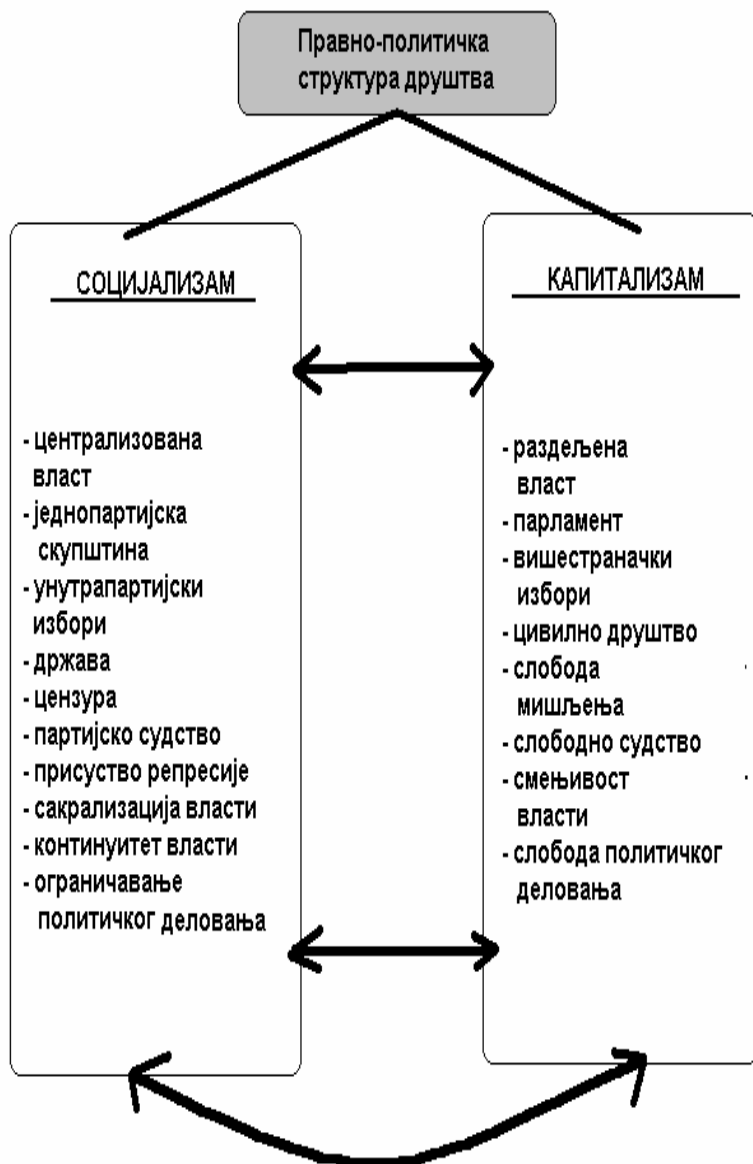 Правно-политичка
структура друштва
СОЦИЈАЛИЗАМ
- централизована
власт
- једнопартијска
скупштина
- унутрапартијски
избори
- држава
- цензура
- партијско судство
- присуство репресије
- сакрализација власти
- континуитет власти
- ограничавање
политичког деловања
КАПИТАЛИЗАМ
- раздељена
власт
- парламент
- вишестраначки
избори
- цивилно друштво
- слобода
мишљења
- слободно судство
- смењивост
власти
- слобода политичког
деловања